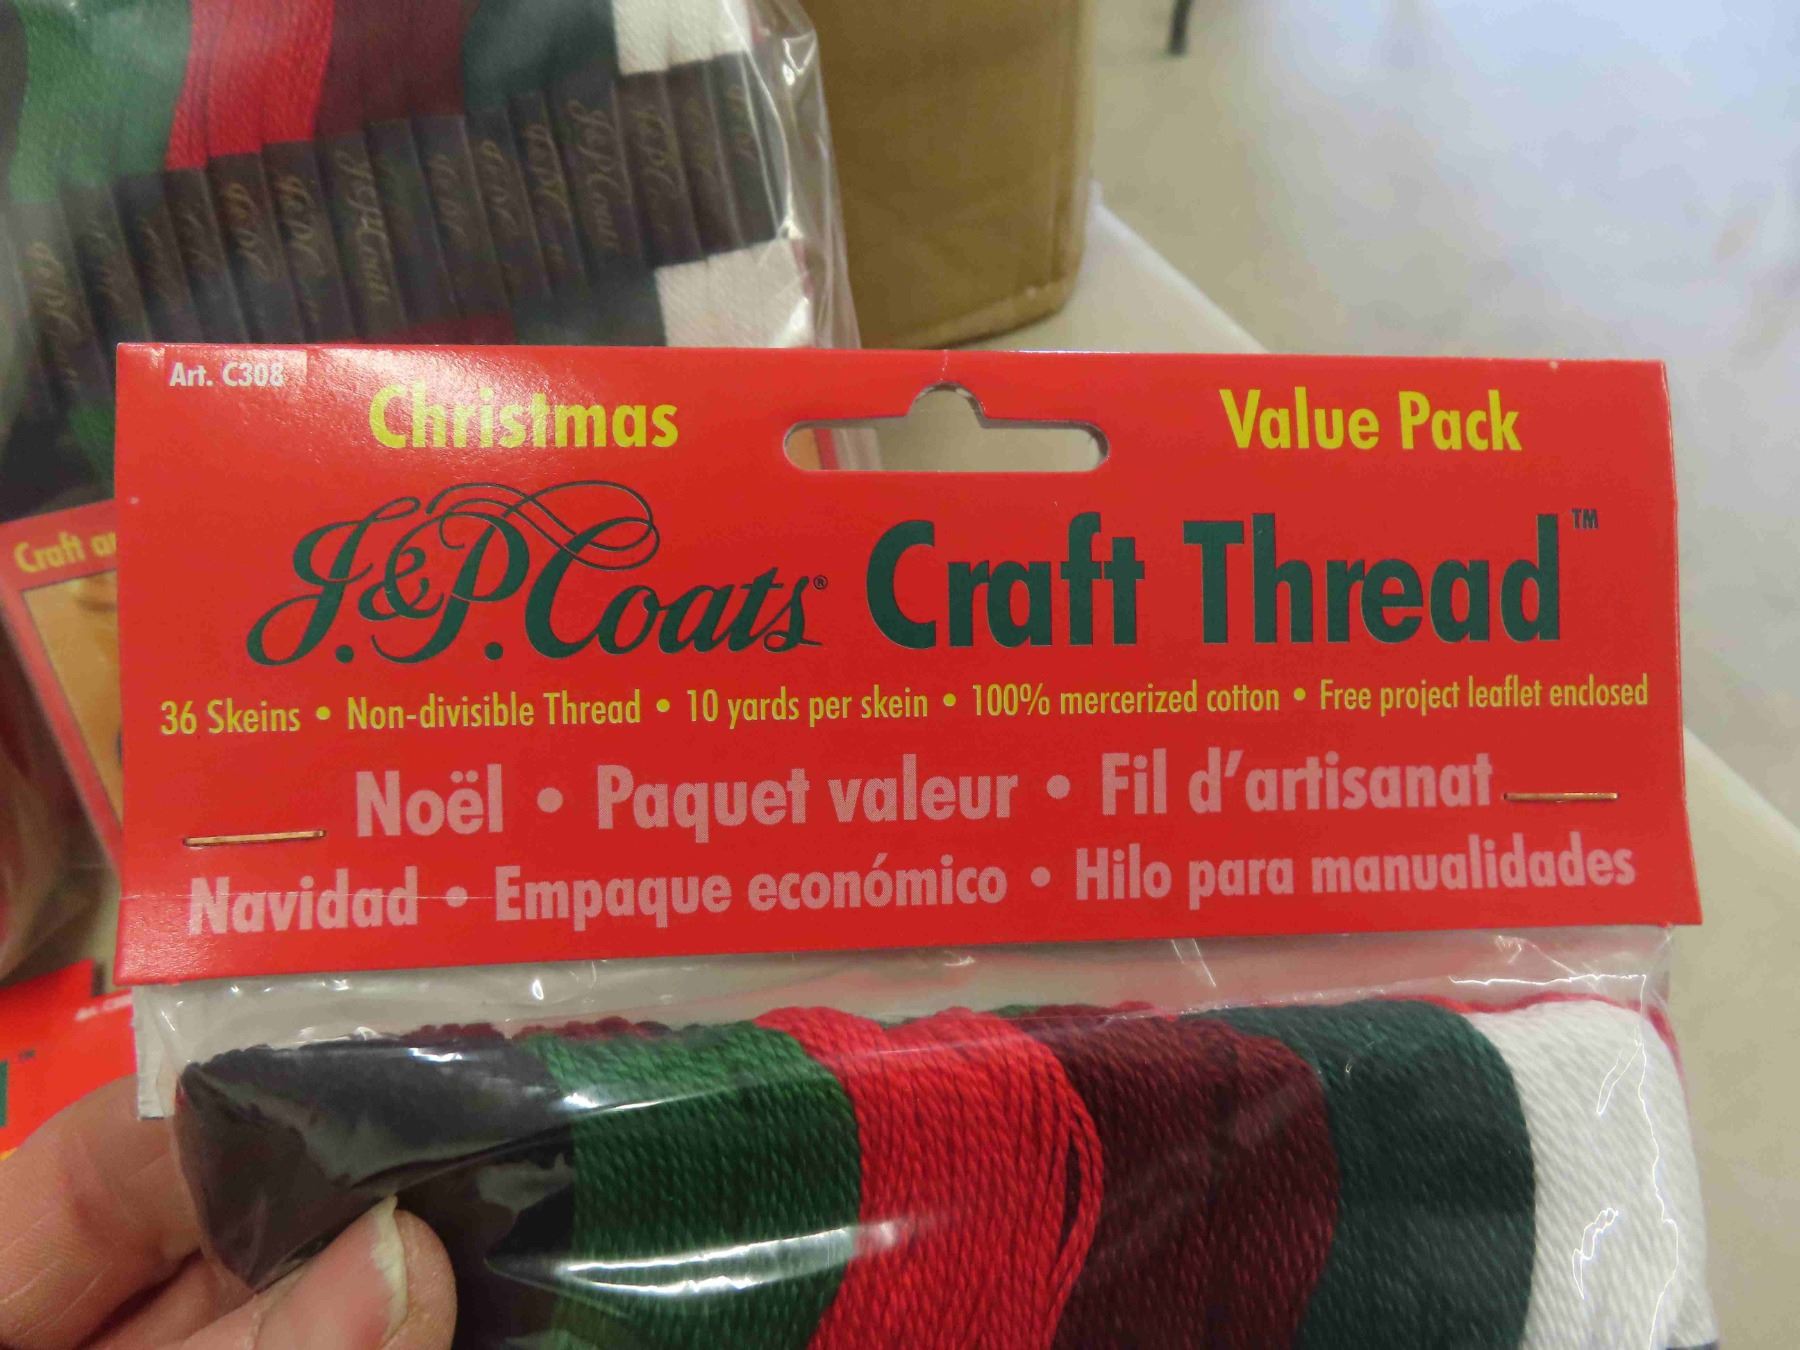 Art. C308
Christmas
Value Pack
J.&P. Coats® Craft Thread™
36 Skeins • Non-divisible Thread • 10 yards per skein • 100% mercerized cotton • Free project leaflet enclosed
Noël • Paquet valeur • Fil d'artisanat
Navidad • Empaque económico • Hilo para manualidades
Craft